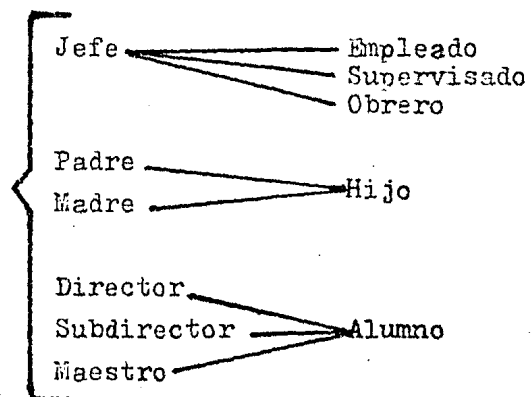 Jefe Empleado
Supervisado
Obrero
Padre
Hijo
Madre
Director
Subdirector Alumno
Maestro